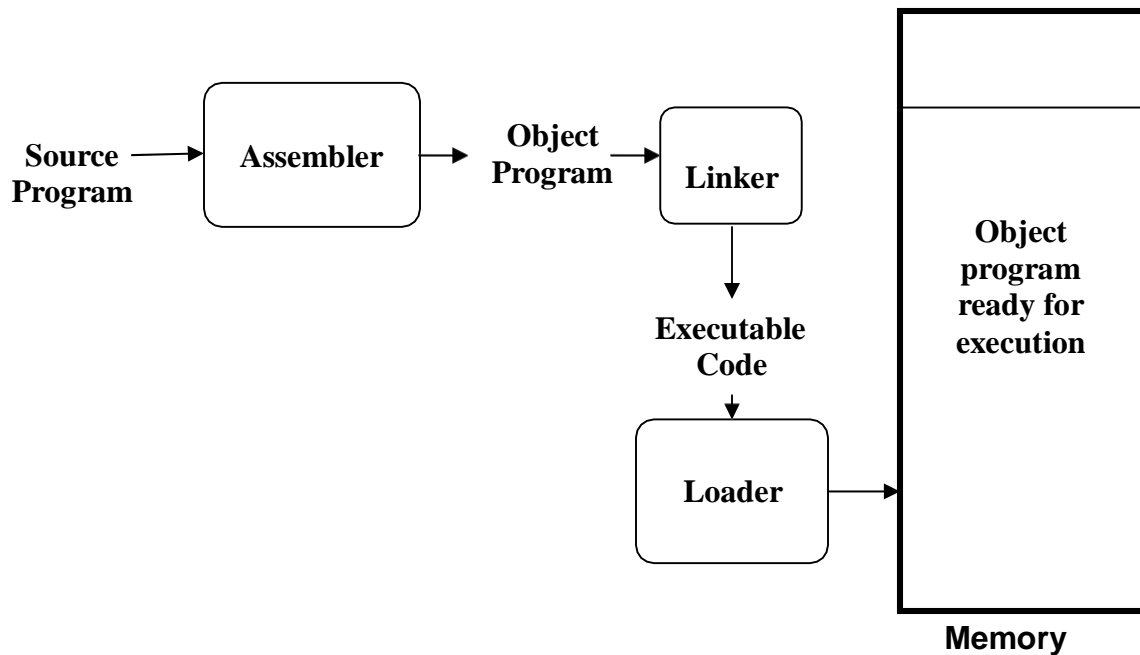 Source
Program
Assembler
Object
Program
Linker
Executable
Code
Loader
Object
program
ready for
execution
Memory